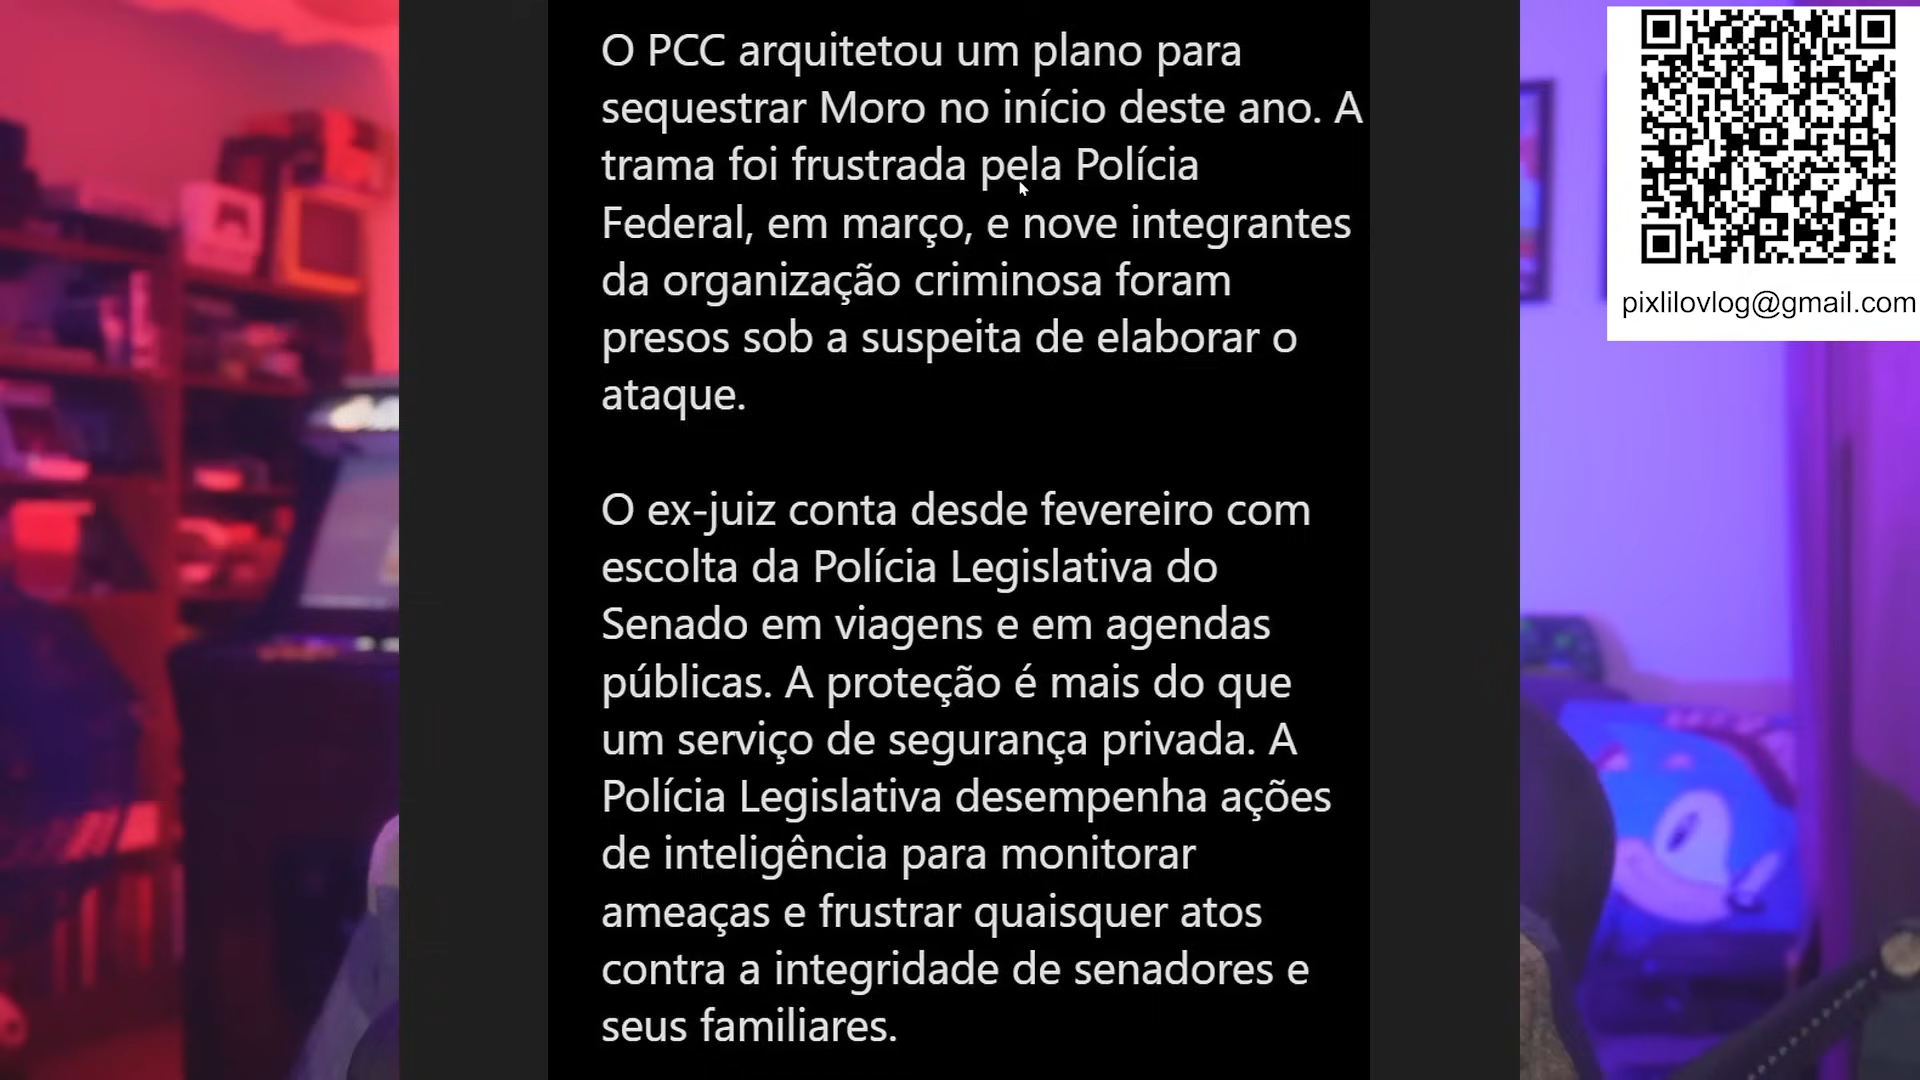 O PCC arquitetou um plano para
sequestrar Moro no início deste ano. A
trama foi frustrada pela Polícia
Federal, em março, e nove integrantes
da organização criminosa foram
presos sob a suspeita de elaborar o
ataque.
O ex-juiz conta desde fevereiro com
escolta da Polícia Legislativa do
Senado em viagens e em agendas
públicas. A proteção é mais do que
um serviço de segurança privada. A
Polícia Legislativa desempenha ações
de inteligência para monitorar
ameaças e frustrar quaisquer atos
contra a integridade de senadores e
seus familiares.
pixlilovlog@gmail.com